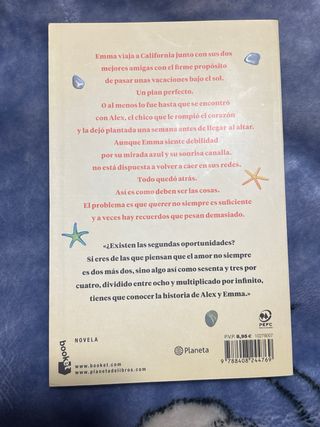 Emma viaja a California junto con sus dos
mejores amigas con el firme propósito
de pasar unas vacaciones bajo el sol.
Un plan perfecto.
O al menos lo fue hasta que se encontró
con Alex, el chico que le rompió el corazón
y la dejó plantada una semana antes de llegar al altar.
Aunque Emma siente debilidad
por su mirada azul y su sonrisa canalla,
no está dispuesta a volver a caer en sus redes.
Todo quedó atrás.
Así es como deben ser las cosas.
El problema es que querer no siempre es suficiente
y a veces hay recuerdos que pesan demasiado.
«¿Existen las segundas oportunidades?
Si eres de las que piensan que el amor no siempre
es dos más dos, sino algo así como sesenta y tres por
cuatro, dividido entre ocho y multiplicado por infinito,
tienes que conocer la historia de Alex y Emma.»
PEFC
NOVELA
P.V.P. 8,95 € 10278007
booket
Planeta
www.booket.com
www.planetadelibros.com
9 788408 244769